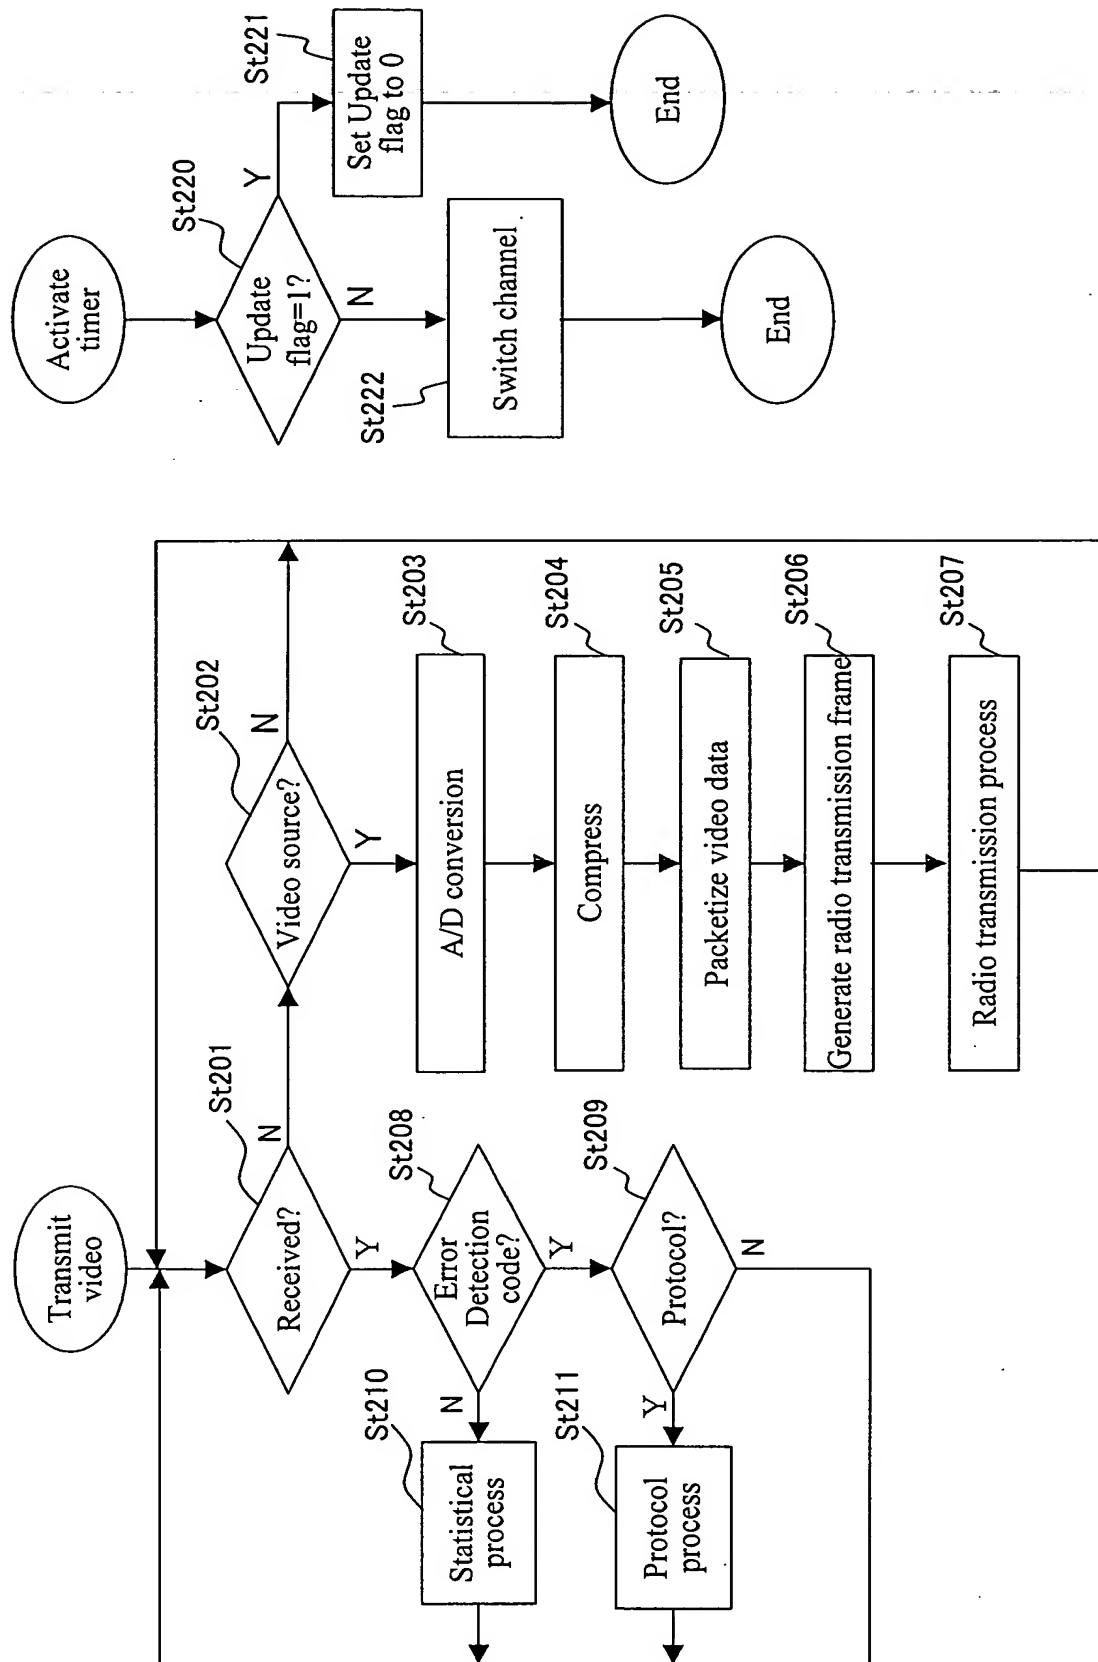 Transmit
video
St201
Received?
N
Y
St202
Video source?
N
Y
St203
A/D conversion
St204
Compress
St205
Packetize video data
St206
Generate radio transmission frame
St207
Radio transmission process
St208
Error
Detection
code?
N
Y
St209
Protocol?
Y
N
St210
Statistical
process
St211
Protocol
process
Activate
timer
St220
Update
flag=1?
Y
N
St221
Set Update
flag to 0
End
St222
Switch channel
End